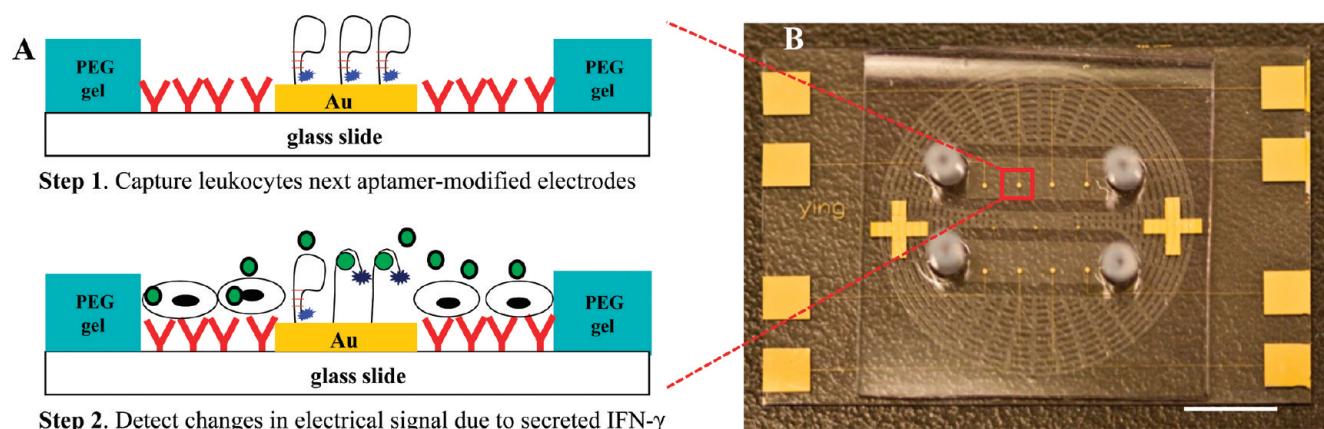 A
PEG
gel
Au
PEG
gel
glass slide
Step 1. Capture leukocytes next aptamer-modified electrodes
PEG
gel
Au
PEG
gel
glass slide
Step 2. Detect changes in electrical signal due to secreted IFN-γ
B
ying